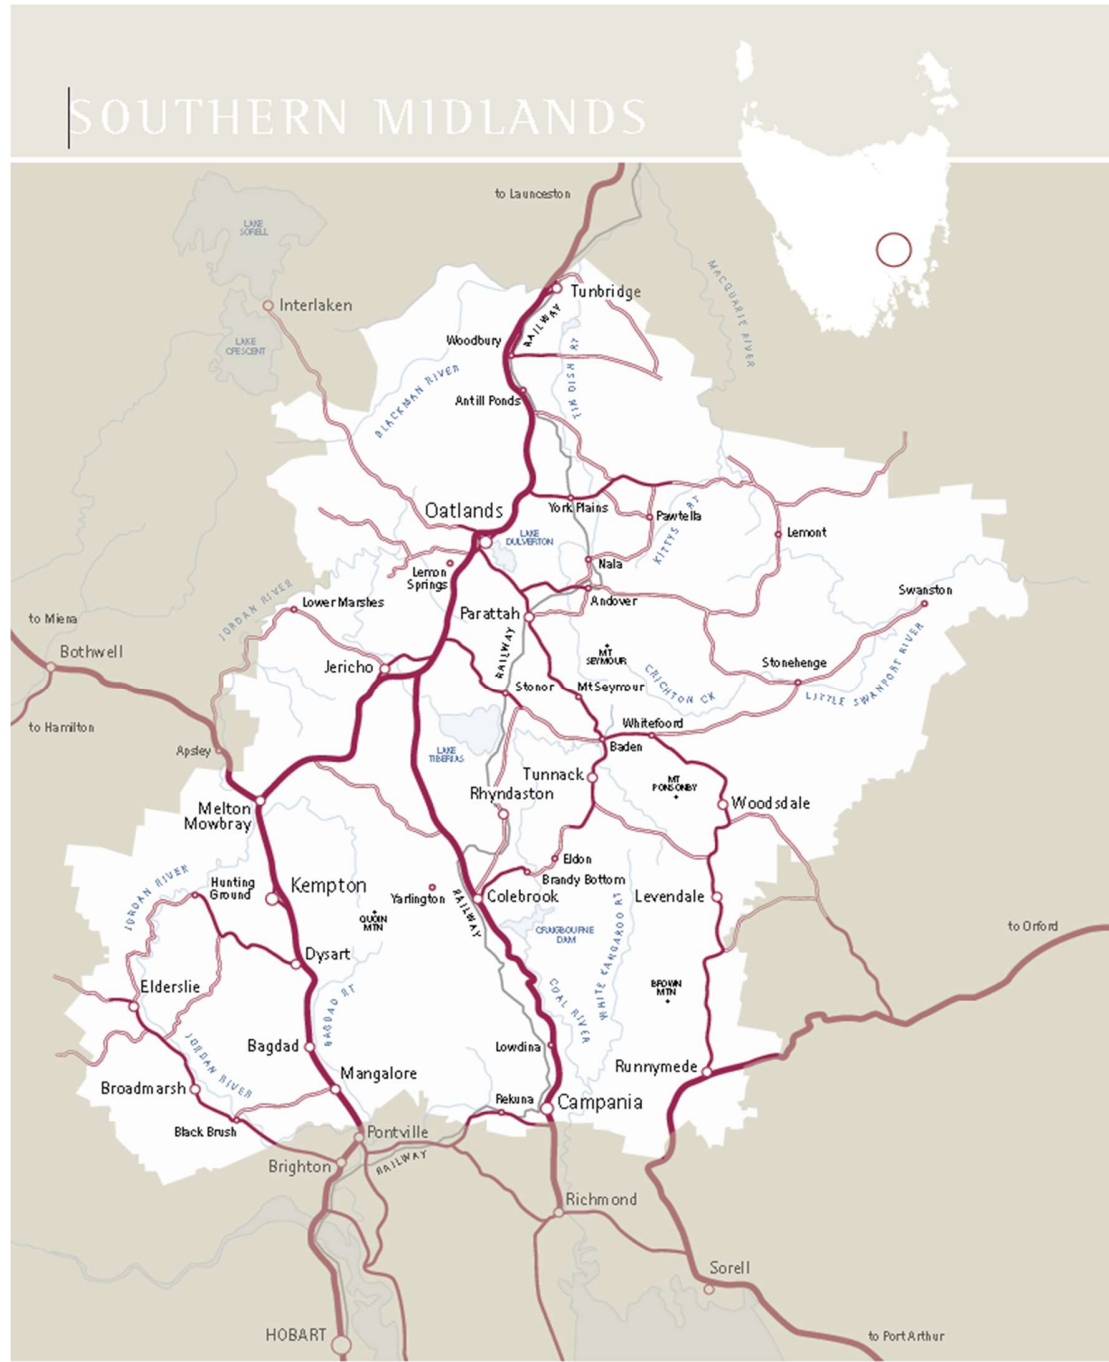 SOUTHERN MIDLANDS
to Launceston
LAKE
SORELL
MACQUARIE RIVER
Tunbridge
Interlaken
RAILWAY
LAKE
CRESCENT
Woodbury
TIN DISH RT
BLACKMAN RIVER
Antill Ponds
Oatlands
York Plains
Pawtella
KITTYS RT
Lemont
LAKE
DULVERTON
Nala
Lemon
Springs
Swanston
JORDAN RIVER
Lower Marshes
Andover
Parattah
to Miena
Bothwell
RAILWAY
MT
SEYMOUR
Jericho
Stonehenge
CRICHTON CK
LITTLE SWANPORT RIVER
Stonor
Mt Seymour
to Hamilton
Whitefoord
Apsley
LAKE
TIBERIAS
Baden
Tunnack
MT
PONSONBY
Rhyndaston
Woodsdale
Melton
Mowbray
Eldon
JORDAN RIVER
Hunting
Ground
Kempton
Brandy Bottom
Yarlington
Colebrook
Levendale
QUOIN
MTN
RAILWAY
CRAIGBOURNE
DAM
WHITE KANGAROO RT
to Orford
Dysart
Elderslie
BROWN
MTN
COAL RIVER
BAGDAD RT
Bagdad
Lowdina
JORDAN RIVER
Runnymede
Broadmarsh
Mangalore
Rekuna
Campania
Black Brush
Pontville
Brighton
RAILWAY
Richmond
Sorell
HOBART
to Port Arthur